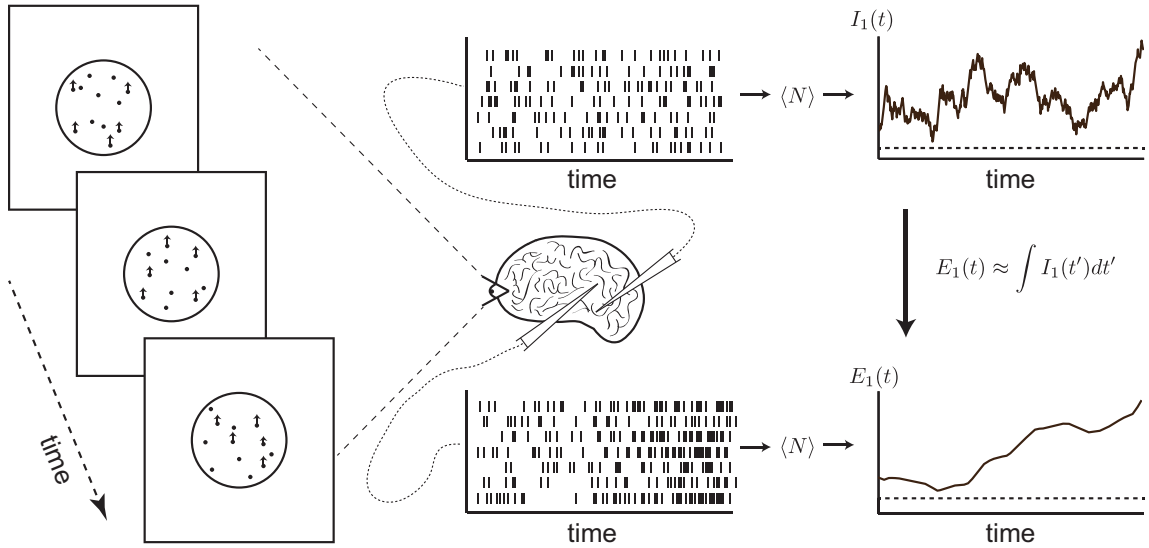 I₁(t)
⟨N⟩
time
time
E₁(t) ≈ ∫ I₁(t′)dt′
E₁(t)
time
⟨N⟩
time
time